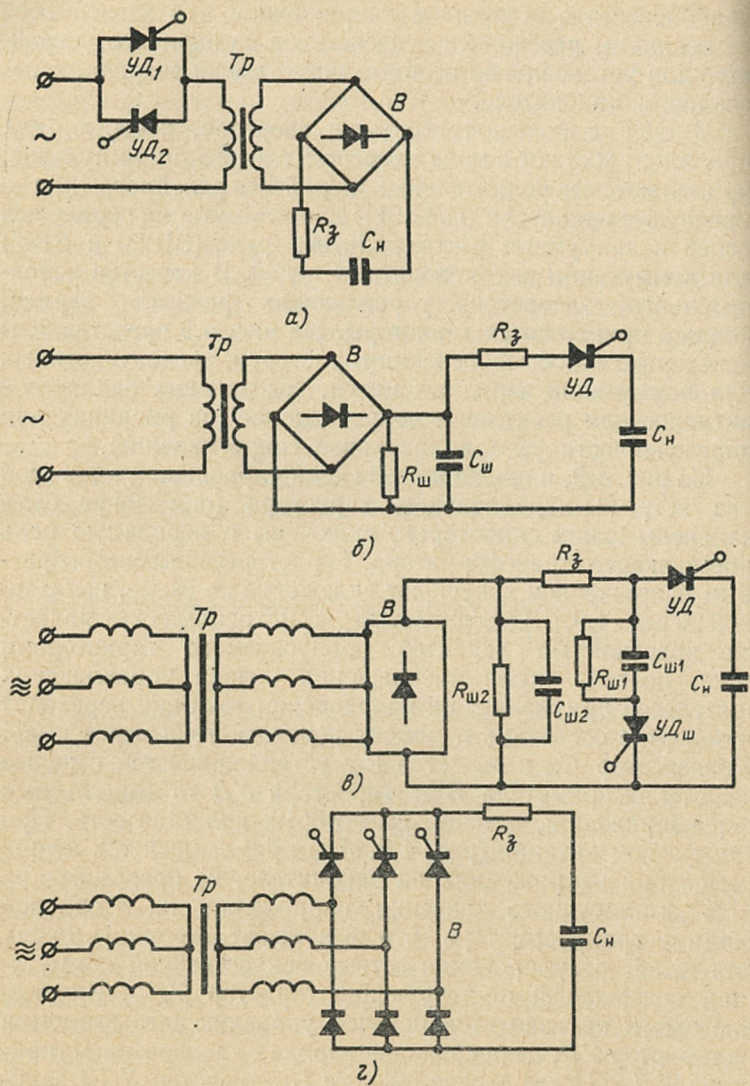 УД₁
Тр
~
УД₂
В
Rз
Cн
а)
Тр
В
Rз
УД
~
Rш
Cш
Cн
б)
Тр
В
Rз
УД
≋
Rш2
Cш2
Rш1
Cш1
Cн
УДш
в)
Rз
Тр
≋
В
Cн
г)